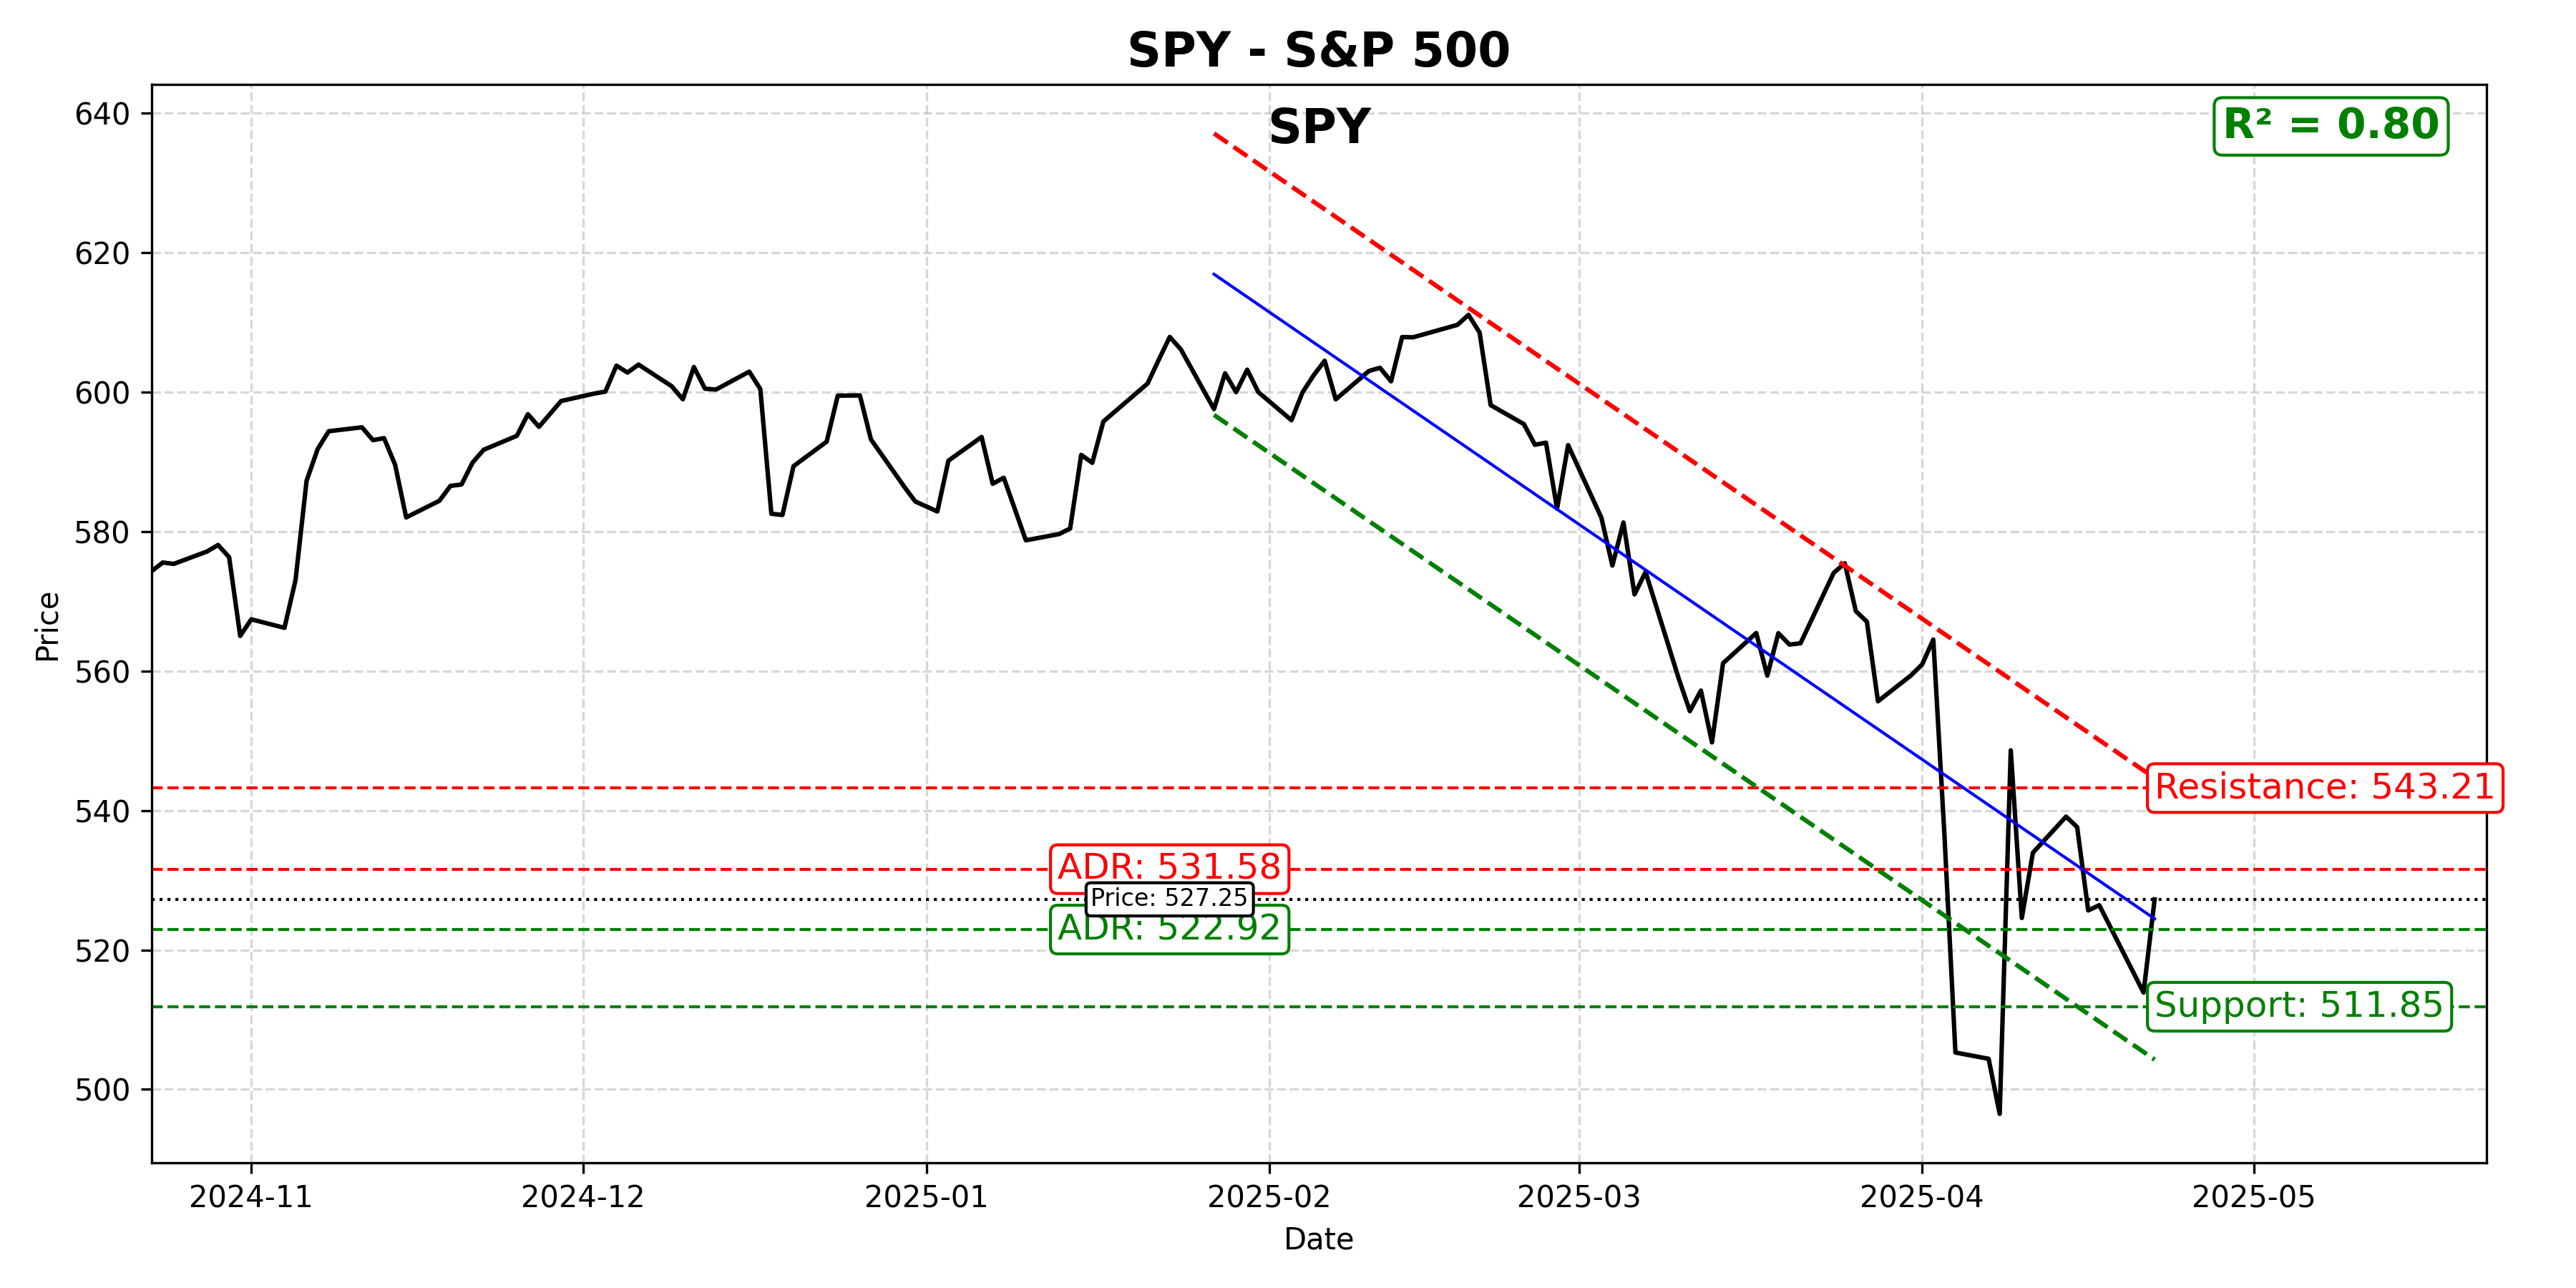 SPY - S&P 500
SPY
R² = 0.80
640
620
600
580
560
540
520
500
Price
Resistance: 543.21
ADR: 531.58
Price: 527.25
ADR: 522.92
Support: 511.85
2024-11
2024-12
2025-01
2025-02
2025-03
2025-04
2025-05
Date